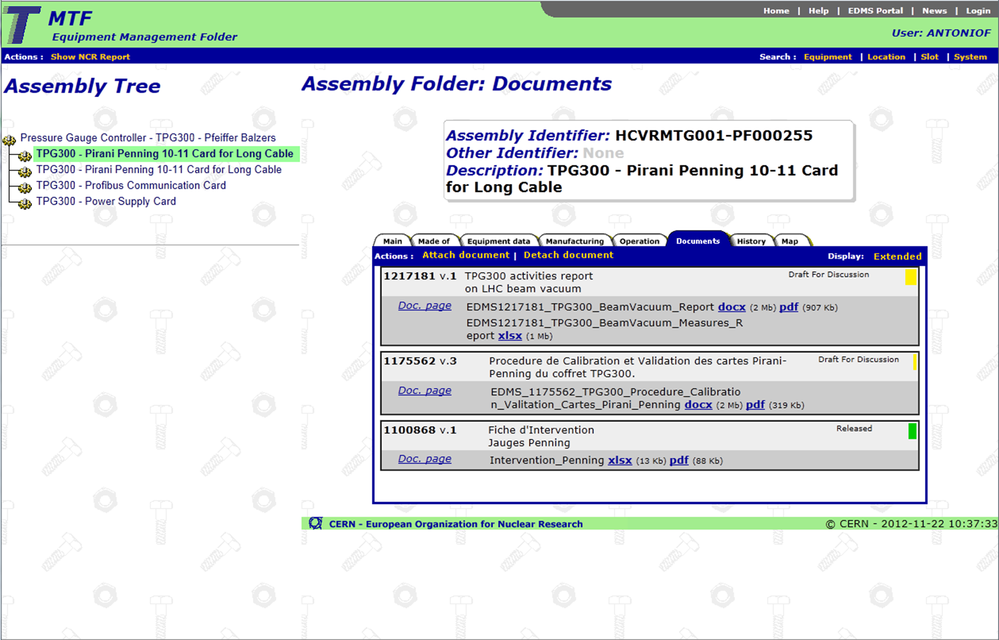 Home | Help | EDMS Portal | News | Login
T MTF
Equipment Management Folder
User: ANTONIOF
Actions : Show NCR Report
Search : Equipment | Location | Slot | System
Assembly Tree
Pressure Gauge Controller - TPG300 - Pfeiffer Balzers
TPG300 - Pirani Penning 10-11 Card for Long Cable
TPG300 - Pirani Penning 10-11 Card for Long Cable
TPG300 - Profibus Communication Card
TPG300 - Power Supply Card
Assembly Folder: Documents
Assembly Identifier: HCVRMTG001-PF000255
Other Identifier: None
Description: TPG300 - Pirani Penning 10-11 Card
for Long Cable
Main Made of Equipment data Manufacturing Operation Documents History Map
Actions : Attach document | Detach document Display: Extended
1217181 v.1 TPG300 activities report Draft For Discussion
on LHC beam vacuum
Doc. page EDMS1217181_TPG300_BeamVacuum_Report docx (2 Mb) pdf (907 Kb)
EDMS1217181_TPG300_BeamVacuum_Measures_R
eport xlsx (1 Mb)
1175562 v.3 Procedure de Calibration et Validation des cartes Pirani- Draft For Discussion
Penning du coffret TPG300.
Doc. page EDMS_1175562_TPG300_Procedure_Calibratio
n_Valitation_Cartes_Pirani_Penning docx (2 Mb) pdf (319 Kb)
1100868 v.1 Fiche d'Intervention Released
Jauges Penning
Doc. page Intervention_Penning xlsx (13 Kb) pdf (88 Kb)
CERN - European Organization for Nuclear Research
© CERN - 2012-11-22 10:37:33